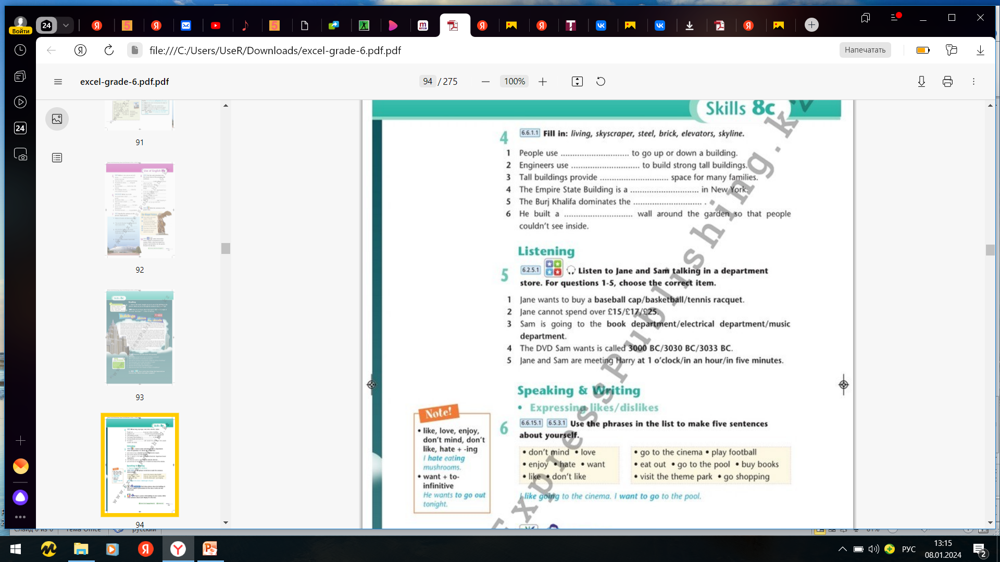 24
Войти
file:///C:/Users/UseR/Downloads/excel-grade-6.pdf.pdf
Напечатать
excel-grade-6.pdf.pdf
94 / 275
100%
24
91
92
93
94
Skills 8c
4 6.6.1.1 Fill in: living, skyscraper, steel, brick, elevators, skyline.
1 People use ............................. to go up or down a building.
2 Engineers use ............................. to build strong tall buildings.
3 Tall buildings provide ............................. space for many families.
4 The Empire State Building is a ............................. in New York.
5 The Burj Khalifa dominates the ............................. .
6 He built a ............................. wall around the garden so that people
couldn't see inside.
Listening
5 6.2.5.1 Listen to Jane and Sam talking in a department
store. For questions 1-5, choose the correct item.
1 Jane wants to buy a baseball cap/basketball/tennis racquet.
2 Jane cannot spend over £15/£17/£25.
3 Sam is going to the book department/electrical department/music
department.
4 The DVD Sam wants is called 3000 BC/3030 BC/3033 BC.
5 Jane and Sam are meeting Harry at 1 o'clock/in an hour/in five minutes.
Speaking & Writing
• Expressing likes/dislikes
6 6.6.15.1 6.5.3.1 Use the phrases in the list to make five sentences
about yourself.
• don't mind • love
• enjoy • hate • want
• like • don't like
• go to the cinema • play football
• eat out • go to the pool • buy books
• visit the theme park • go shopping
I like going to the cinema. I want to go to the pool.
Note!
• like, love, enjoy,
don't mind, don't
like, hate + -ing
I hate eating
mushrooms.
• want + to-
infinitive
He wants to go out
tonight.
ExpressPublishing.k
русский
81%
РУС
13:15
08.01.2024
2